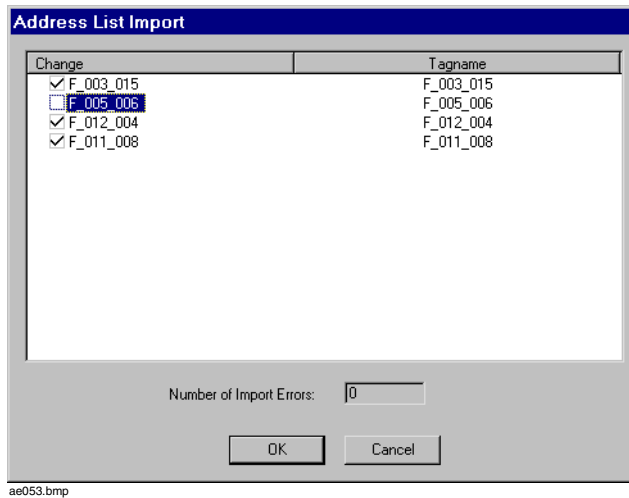 Address List Import
Change Tagname
F_003_015 F_003_015
F_005_006 F_005_006
F_012_004 F_012_004
F_011_008 F_011_008
Number of Import Errors: 0
OK Cancel
ae053.bmp